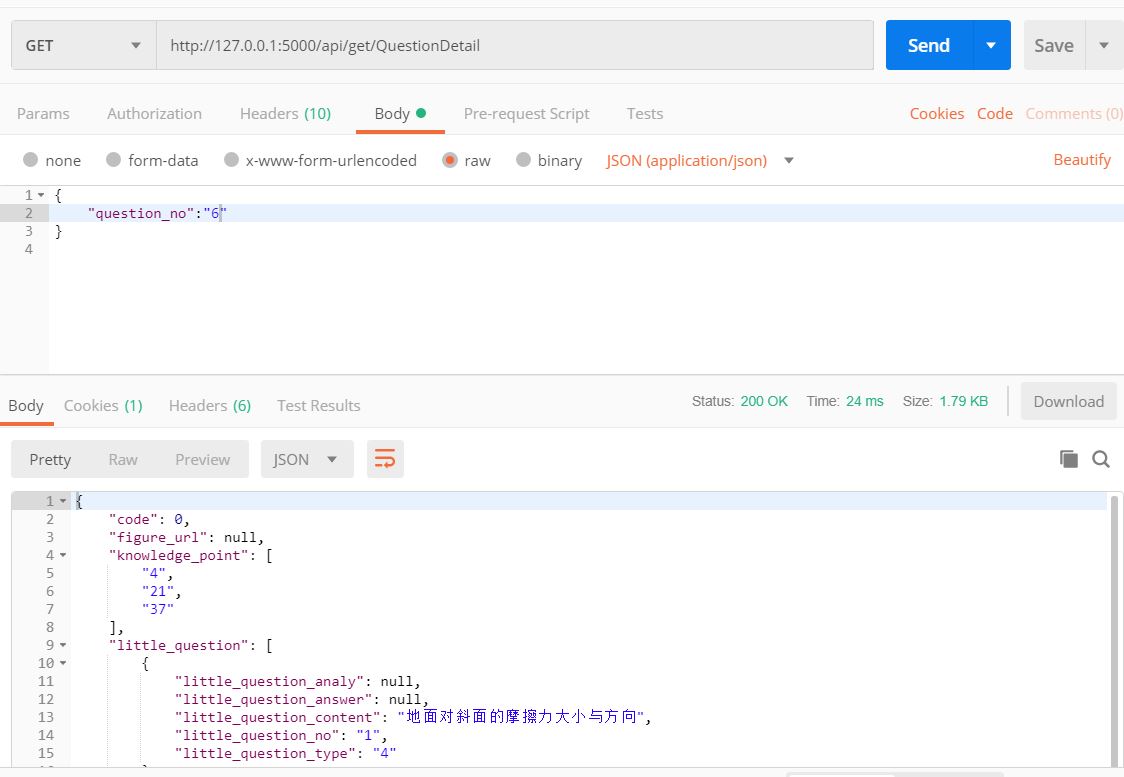 GET http://127.0.0.1:5000/api/get/QuestionDetail Send Save
Params Authorization Headers (10) Body Pre-request Script Tests Cookies Code Comments (0)
none form-data x-www-form-urlencoded raw binary JSON (application/json) Beautify
1 {
2 "question_no":"6"
3 }
4
Body Cookies (1) Headers (6) Test Results Status: 200 OK Time: 24 ms Size: 1.79 KB Download
Pretty Raw Preview JSON
1 {
2 "code": 0,
3 "figure_url": null,
4 "knowledge_point": [
5 "4",
6 "21",
7 "37"
8 ],
9 "little_question": [
10 {
11 "little_question_analy": null,
12 "little_question_answer": null,
13 "little_question_content": "地面对斜面的摩擦力大小与方向",
14 "little_question_no": "1",
15 "little_question_type": "4"